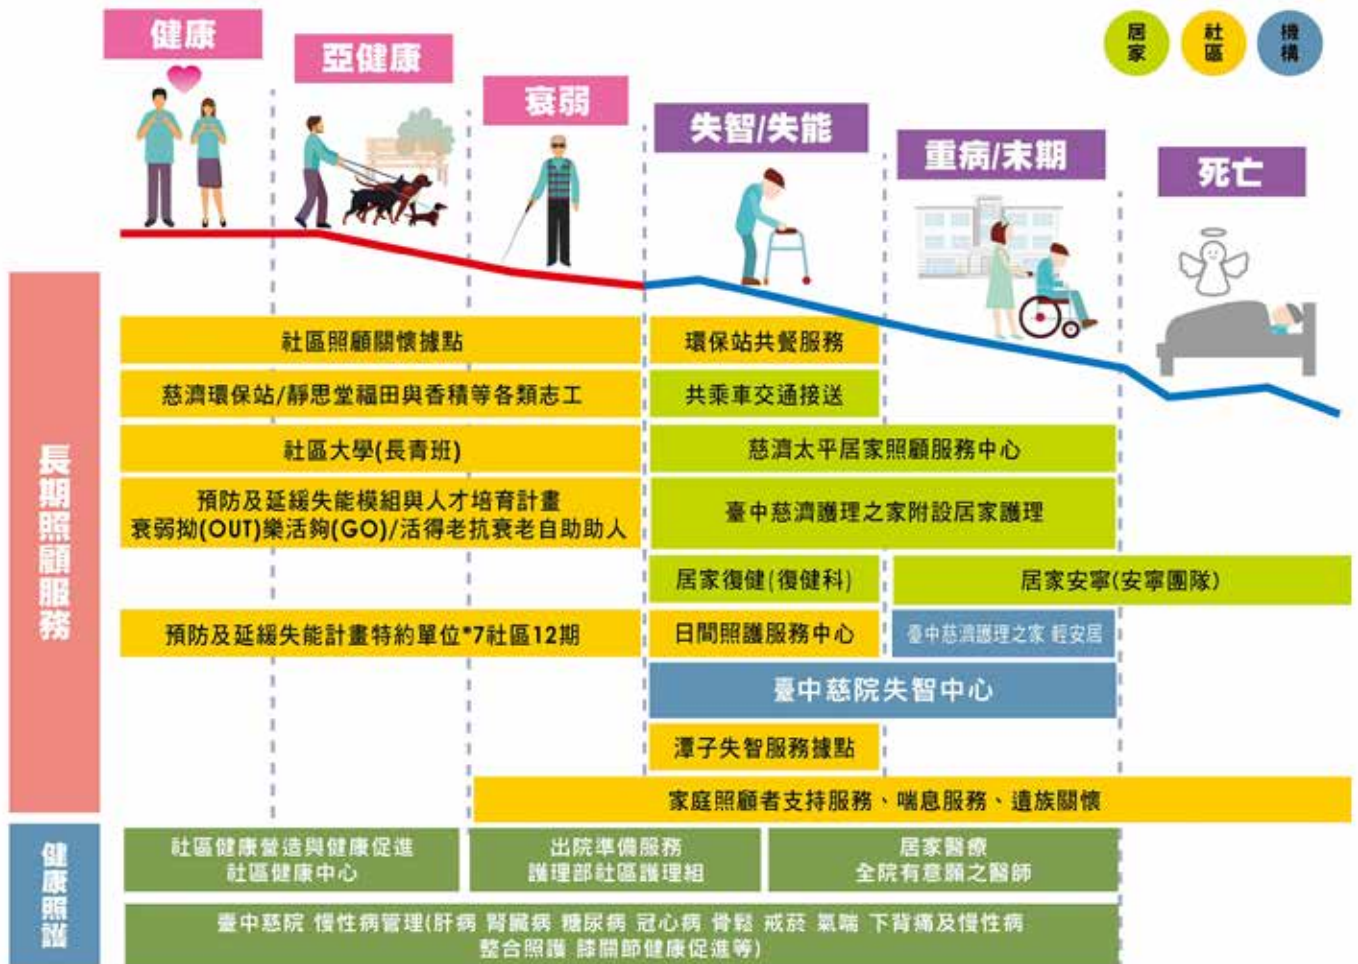 健康
亞健康
衰弱
失智/失能
重病/末期
死亡
居家
社區
機構
長期照顧服務
社區照顧關懷據點
環保站共餐服務
慈濟環保站/靜思堂福田與香積等各類志工
共乘車交通接送
社區大學(長青班)
慈濟太平居家照顧服務中心
預防及延緩失能模組與人才培育計畫
衰弱拗(OUT)樂活夠(GO)/活得老抗衰老自助助人
臺中慈濟護理之家附設居家護理
居家復健(復健科)
居家安寧(安寧團隊)
預防及延緩失能計畫特約單位*7社區12期
日間照護服務中心
臺中慈濟護理之家 輕安居
臺中慈院失智中心
潭子失智服務據點
家庭照顧者支持服務、喘息服務、遺族關懷
健康照護
社區健康營造與健康促進
社區健康中心
出院準備服務
護理部社區護理組
居家醫療
全院有意願之醫師
臺中慈院 慢性病管理(肝病 腎臟病 糖尿病 冠心病 骨鬆 戒菸 氣喘 下背痛及慢性病
整合照護 膝關節健康促進等)